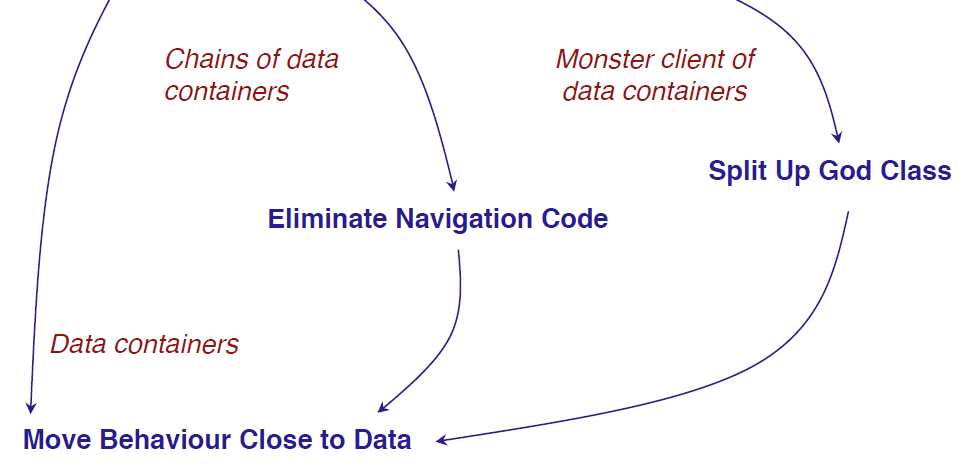 Chains of data
containers
Monster client of
data containers
Split Up God Class
Eliminate Navigation Code
Data containers
Move Behaviour Close to Data